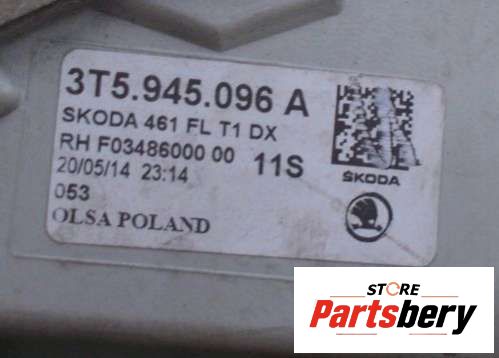 3T5.945.096 A
SKODA 461 FL T1 DX
RH F03486000 00 11S
20/05/14 23:14
053
OLSA POLAND
ŠKODA
STORE
Partsbery